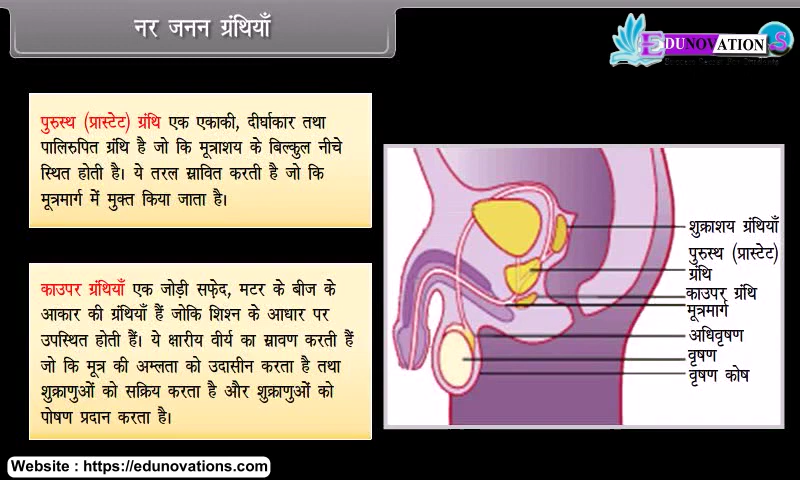 नर जनन ग्रंथियाँ
EDUNOVATIONS
पुरुस्थ (प्रास्टेट) ग्रंथि एक एकाकी, दीर्घाकार तथा
पालिरुपित ग्रंथि है जो कि मूत्राशय के बिल्कुल नीचे
स्थित होती है। ये तरल स्रावित करती है जो कि
मूत्रमार्ग में मुक्त किया जाता है।
काउपर ग्रंथियाँ एक जोड़ी सफ़ेद, मटर के बीज के
आकार की ग्रंथियाँ हैं जोकि शिश्न के आधार पर
उपस्थित होती हैं। ये क्षारीय वीर्य का स्रावण करती हैं
जो कि मूत्र की अम्लता को उदासीन करता है तथा
शुक्राणुओं को सक्रिय करता है और शुक्राणुओं को
पोषण प्रदान करता है।
शुक्राशय ग्रंथियाँ
पुरुस्थ (प्रास्टेट)
ग्रंथि
काउपर ग्रंथि
मूत्रमार्ग
अधिवृषण
वृषण
वृषण कोष
Website : https://edunovations.com